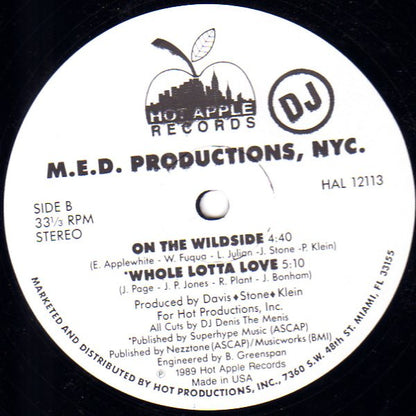 HOT APPLE
RECORDS
DJ
M.E.D. PRODUCTIONS, NYC.
HAL 12113
SIDE B
33⅓ RPM
STEREO
ON THE WILDSIDE 4:40
(E. Applewhite - W. Fuqua - L. Julian -J. Stone -P. Klein)
*WHOLE LOTTA LOVE 5:10
(J. Page - J. P. Jones - R. Plant - J. Bonham)
Produced by Davis♦Stone♦Klein
For Hot Productions, Inc.
All Cuts by DJ Denis The Menis
*Published by Superhype Music (ASCAP)
Published by Nezztone(ASCAP)/Musicworks(BMI)
Engineered by B. Greenspan
℗ 1989 Hot Apple Records
Made in USA
MARKETED AND DISTRIBUTED BY HOT PRODUCTIONS, INC., 7360 S.W. 48th ST. MIAMI, FL 33155